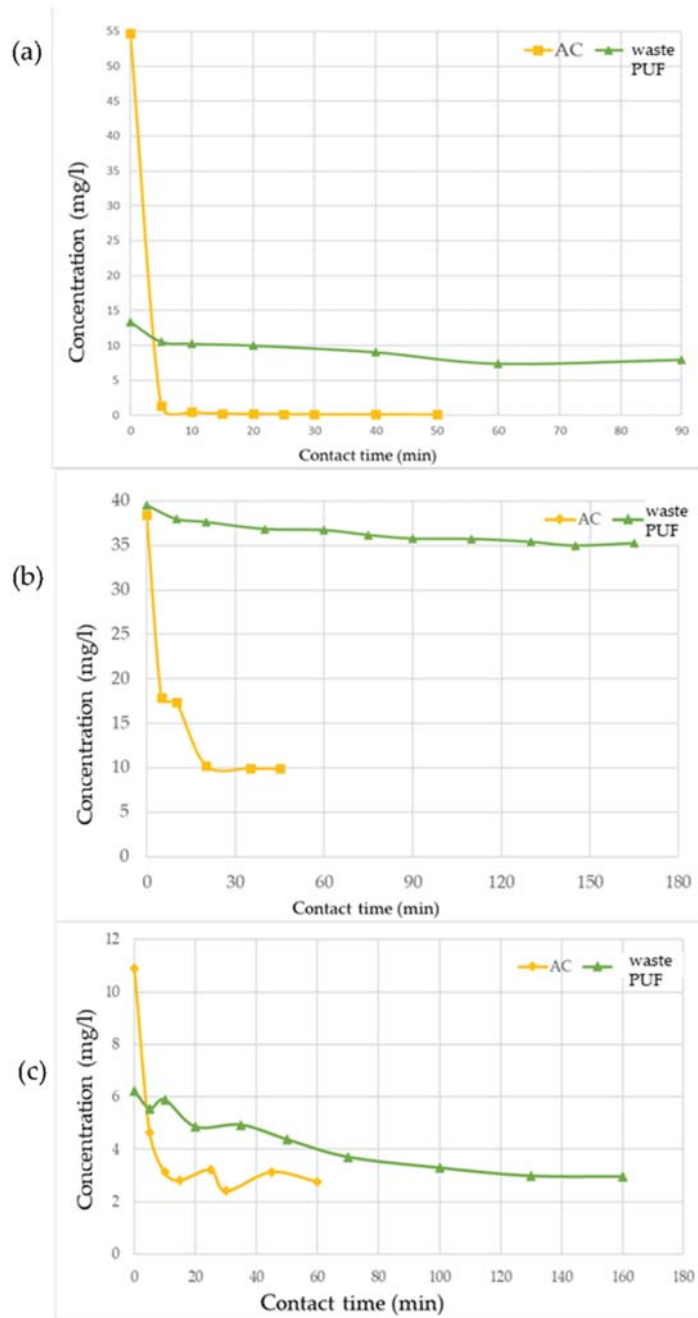 (a)
AC
waste
PUF
Concentration (mg/l)
55
50
45
40
35
30
25
20
15
10
5
0
0 10 20 30 40 50 60 70 80 90
Contact time (min)
(b)
AC
waste
PUF
Concentration (mg/l)
40
35
30
25
20
15
10
5
0
0 30 60 90 120 150 180
Contact time (min)
(c)
AC
waste
PUF
Concentration (mg/l)
12
10
8
6
4
2
0
0 20 40 60 80 100 120 140 160 180
Contact time (min)